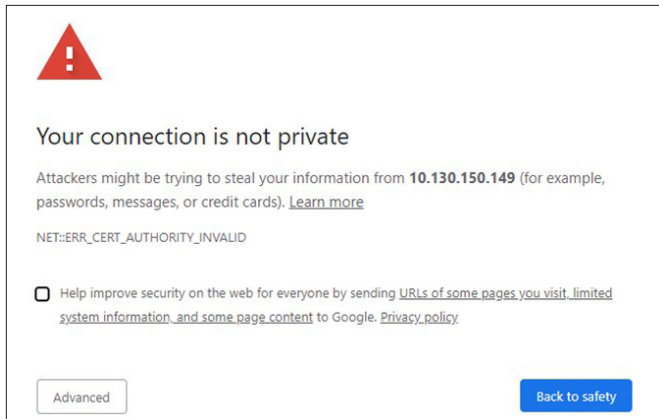 Your connection is not private
Attackers might be trying to steal your information from 10.130.150.149 (for example,
passwords, messages, or credit cards). Learn more
NET::ERR_CERT_AUTHORITY_INVALID
Help improve security on the web for everyone by sending URLs of some pages you visit, limited
system information, and some page content to Google. Privacy policy
Advanced
Back to safety